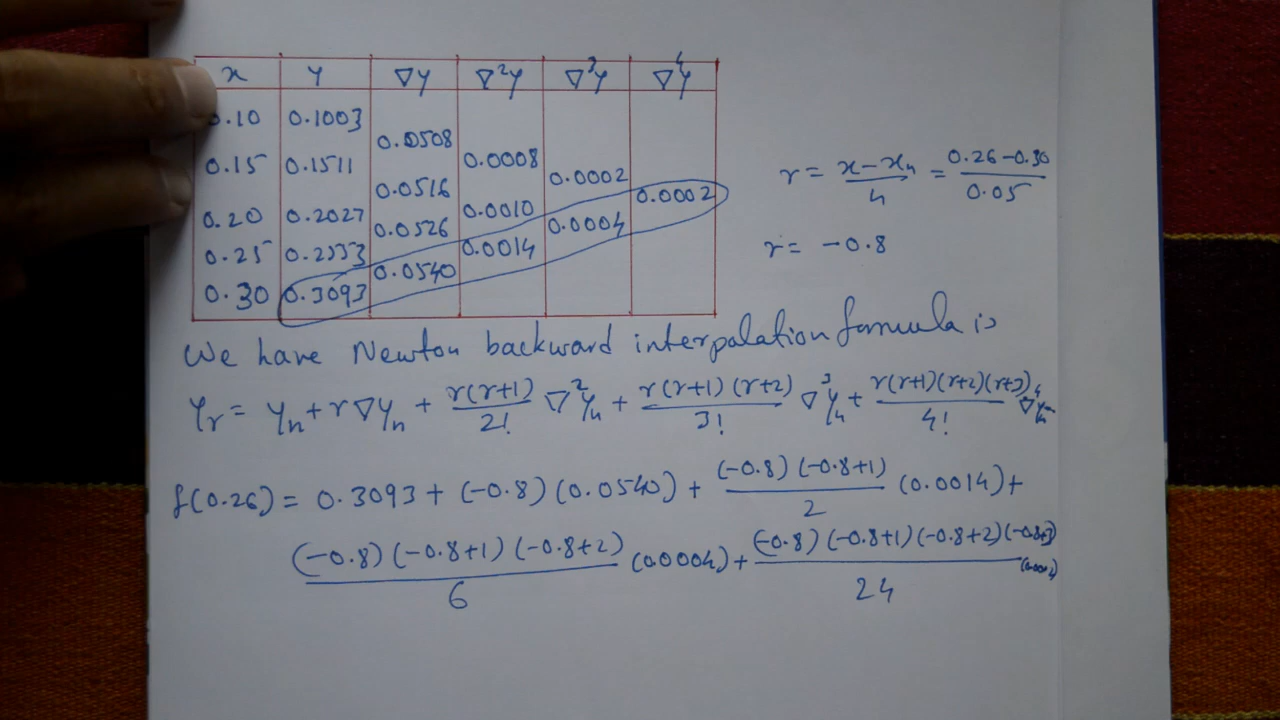 x Y ∇Y ∇²Y ∇³Y ∇⁴Y
0.10 0.1003
0.0508
0.15 0.1511 0.0008
0.0516 0.0002
0.20 0.2027 0.0010 0.0002
0.0526 0.0004
0.25 0.2553 0.0014
0.0540
0.30 0.3093
r = x-xₙ/h = 0.26-0.30/0.05
r = -0.8
We have Newton backward interpolation formula is
Yr = Yn + r∇Yn + r(r+1)/2! ∇²Yn + r(r+1)(r+2)/3! ∇³Yn + r(r+1)(r+2)(r+3)/4! ∇⁴Yn
f(0.26) = 0.3093 + (-0.8)(0.0540) + (-0.8)(-0.8+1)/2 (0.0014) +
(-0.8)(-0.8+1)(-0.8+2)/6 (0.0004) + (-0.8)(-0.8+1)(-0.8+2)(-0.8+3)/24